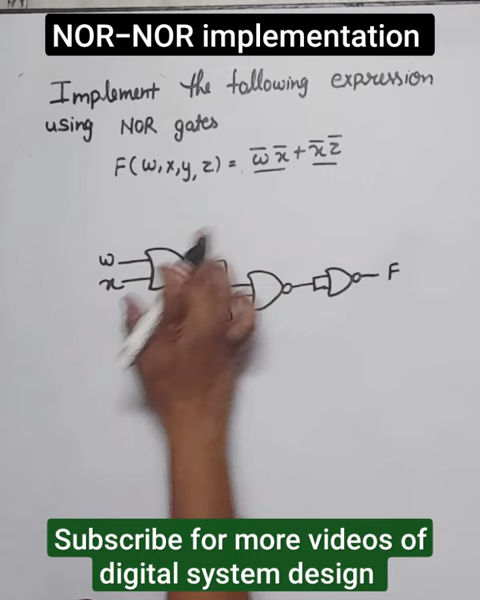 NOR-NOR implementation
Implement the following expression
using NOR gates
F(w,x,y,z) = w̅ x̅ + x̅ z̅
w
x
F
Subscribe for more videos of
digital system design